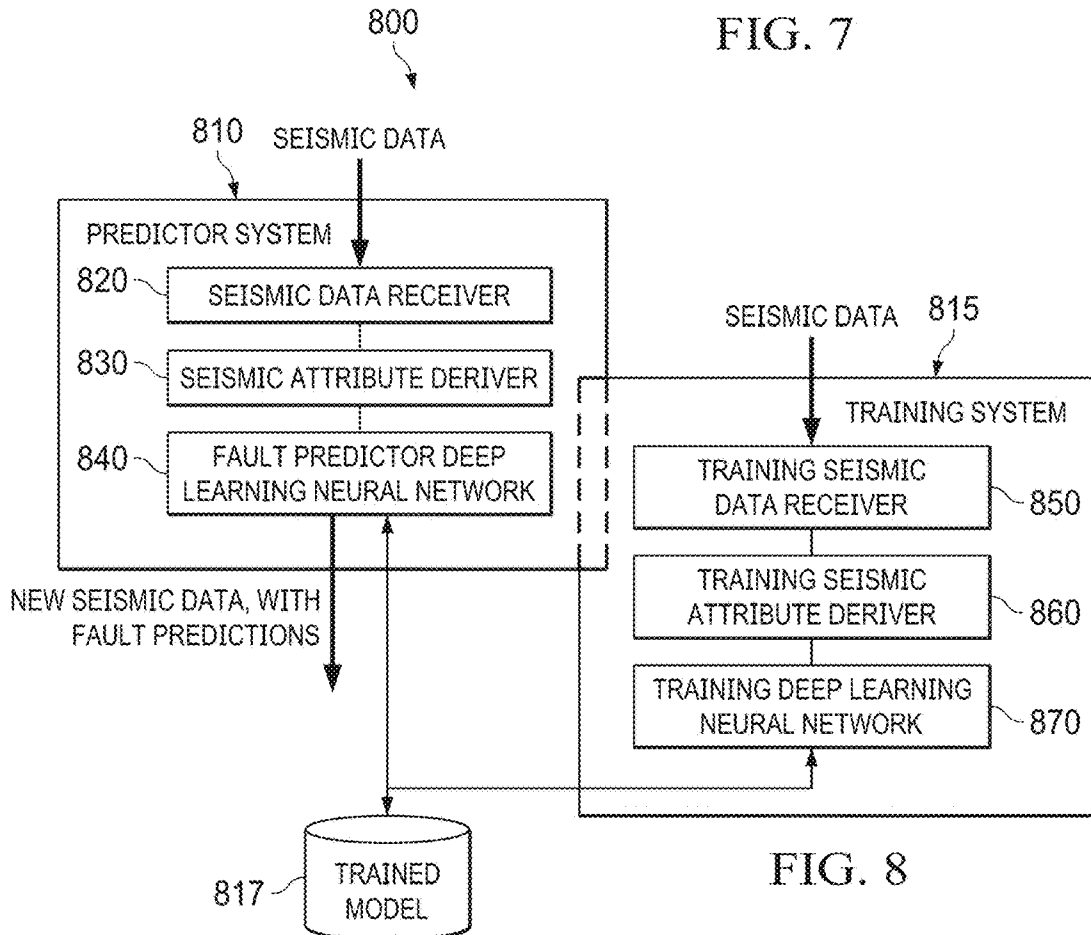 FIG. 7
800
810
SEISMIC DATA
PREDICTOR SYSTEM
820
SEISMIC DATA RECEIVER
830
SEISMIC ATTRIBUTE DERIVER
840
FAULT PREDICTOR DEEP
LEARNING NEURAL NETWORK
NEW SEISMIC DATA, WITH
FAULT PREDICTIONS
SEISMIC DATA
815
TRAINING SYSTEM
TRAINING SEISMIC
DATA RECEIVER
850
TRAINING SEISMIC
ATTRIBUTE DERIVER
860
TRAINING DEEP LEARNING
NEURAL NETWORK
870
817
TRAINED
MODEL
FIG. 8